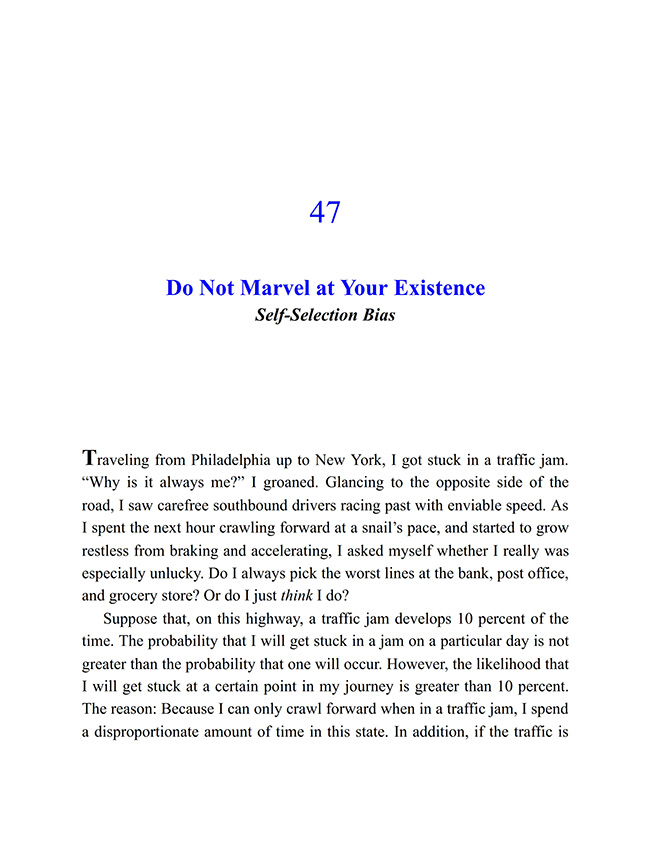 47
Do Not Marvel at Your Existence
Self-Selection Bias
Traveling from Philadelphia up to New York, I got stuck in a traffic jam.
“Why is it always me?” I groaned. Glancing to the opposite side of the
road, I saw carefree southbound drivers racing past with enviable speed. As
I spent the next hour crawling forward at a snail’s pace, and started to grow
restless from braking and accelerating, I asked myself whether I really was
especially unlucky. Do I always pick the worst lines at the bank, post office,
and grocery store? Or do I just think I do?
Suppose that, on this highway, a traffic jam develops 10 percent of the
time. The probability that I will get stuck in a jam on a particular day is not
greater than the probability that one will occur. However, the likelihood that
I will get stuck at a certain point in my journey is greater than 10 percent.
The reason: Because I can only crawl forward when in a traffic jam, I spend
a disproportionate amount of time in this state. In addition, if the traffic is